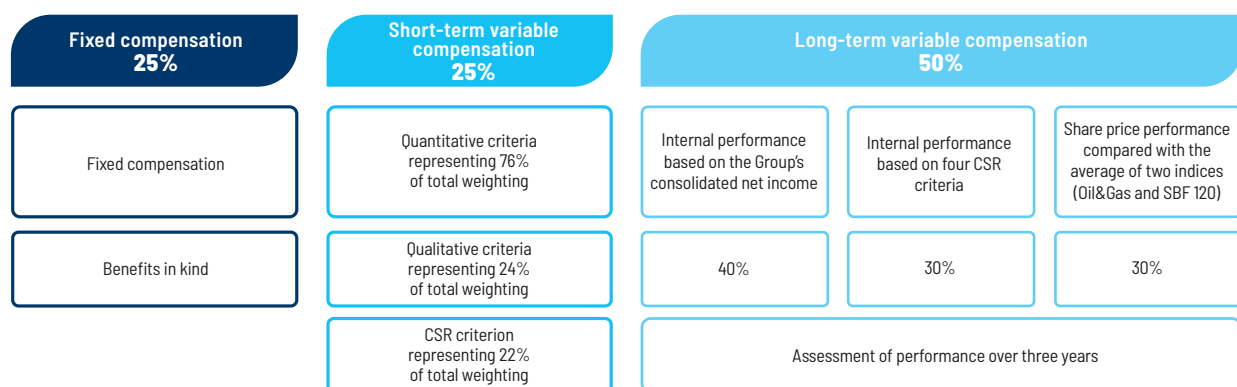 Fixed compensation
25%
Short-term variable
compensation
25%
Long-term variable compensation
50%
Fixed compensation
Quantitative criteria
representing 76%
of total weighting
Internal performance
based on the Group's
consolidated net income
Internal performance
based on four CSR
criteria
Share price performance
compared with the
average of two indices
(Oil&Gas and SBF 120)
Benefits in kind
Qualitative criteria
representing 24%
of total weighting
40%
30%
30%
CSR criterion
representing 22%
of total weighting
Assessment of performance over three years